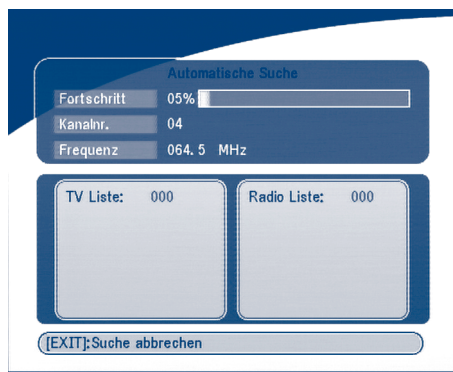 Automatische Suche
Fortschritt 05%
Kanalnr. 04
Frequenz 064.5 MHz
TV Liste: 000 Radio Liste: 000
[EXIT]:Suche abbrechen